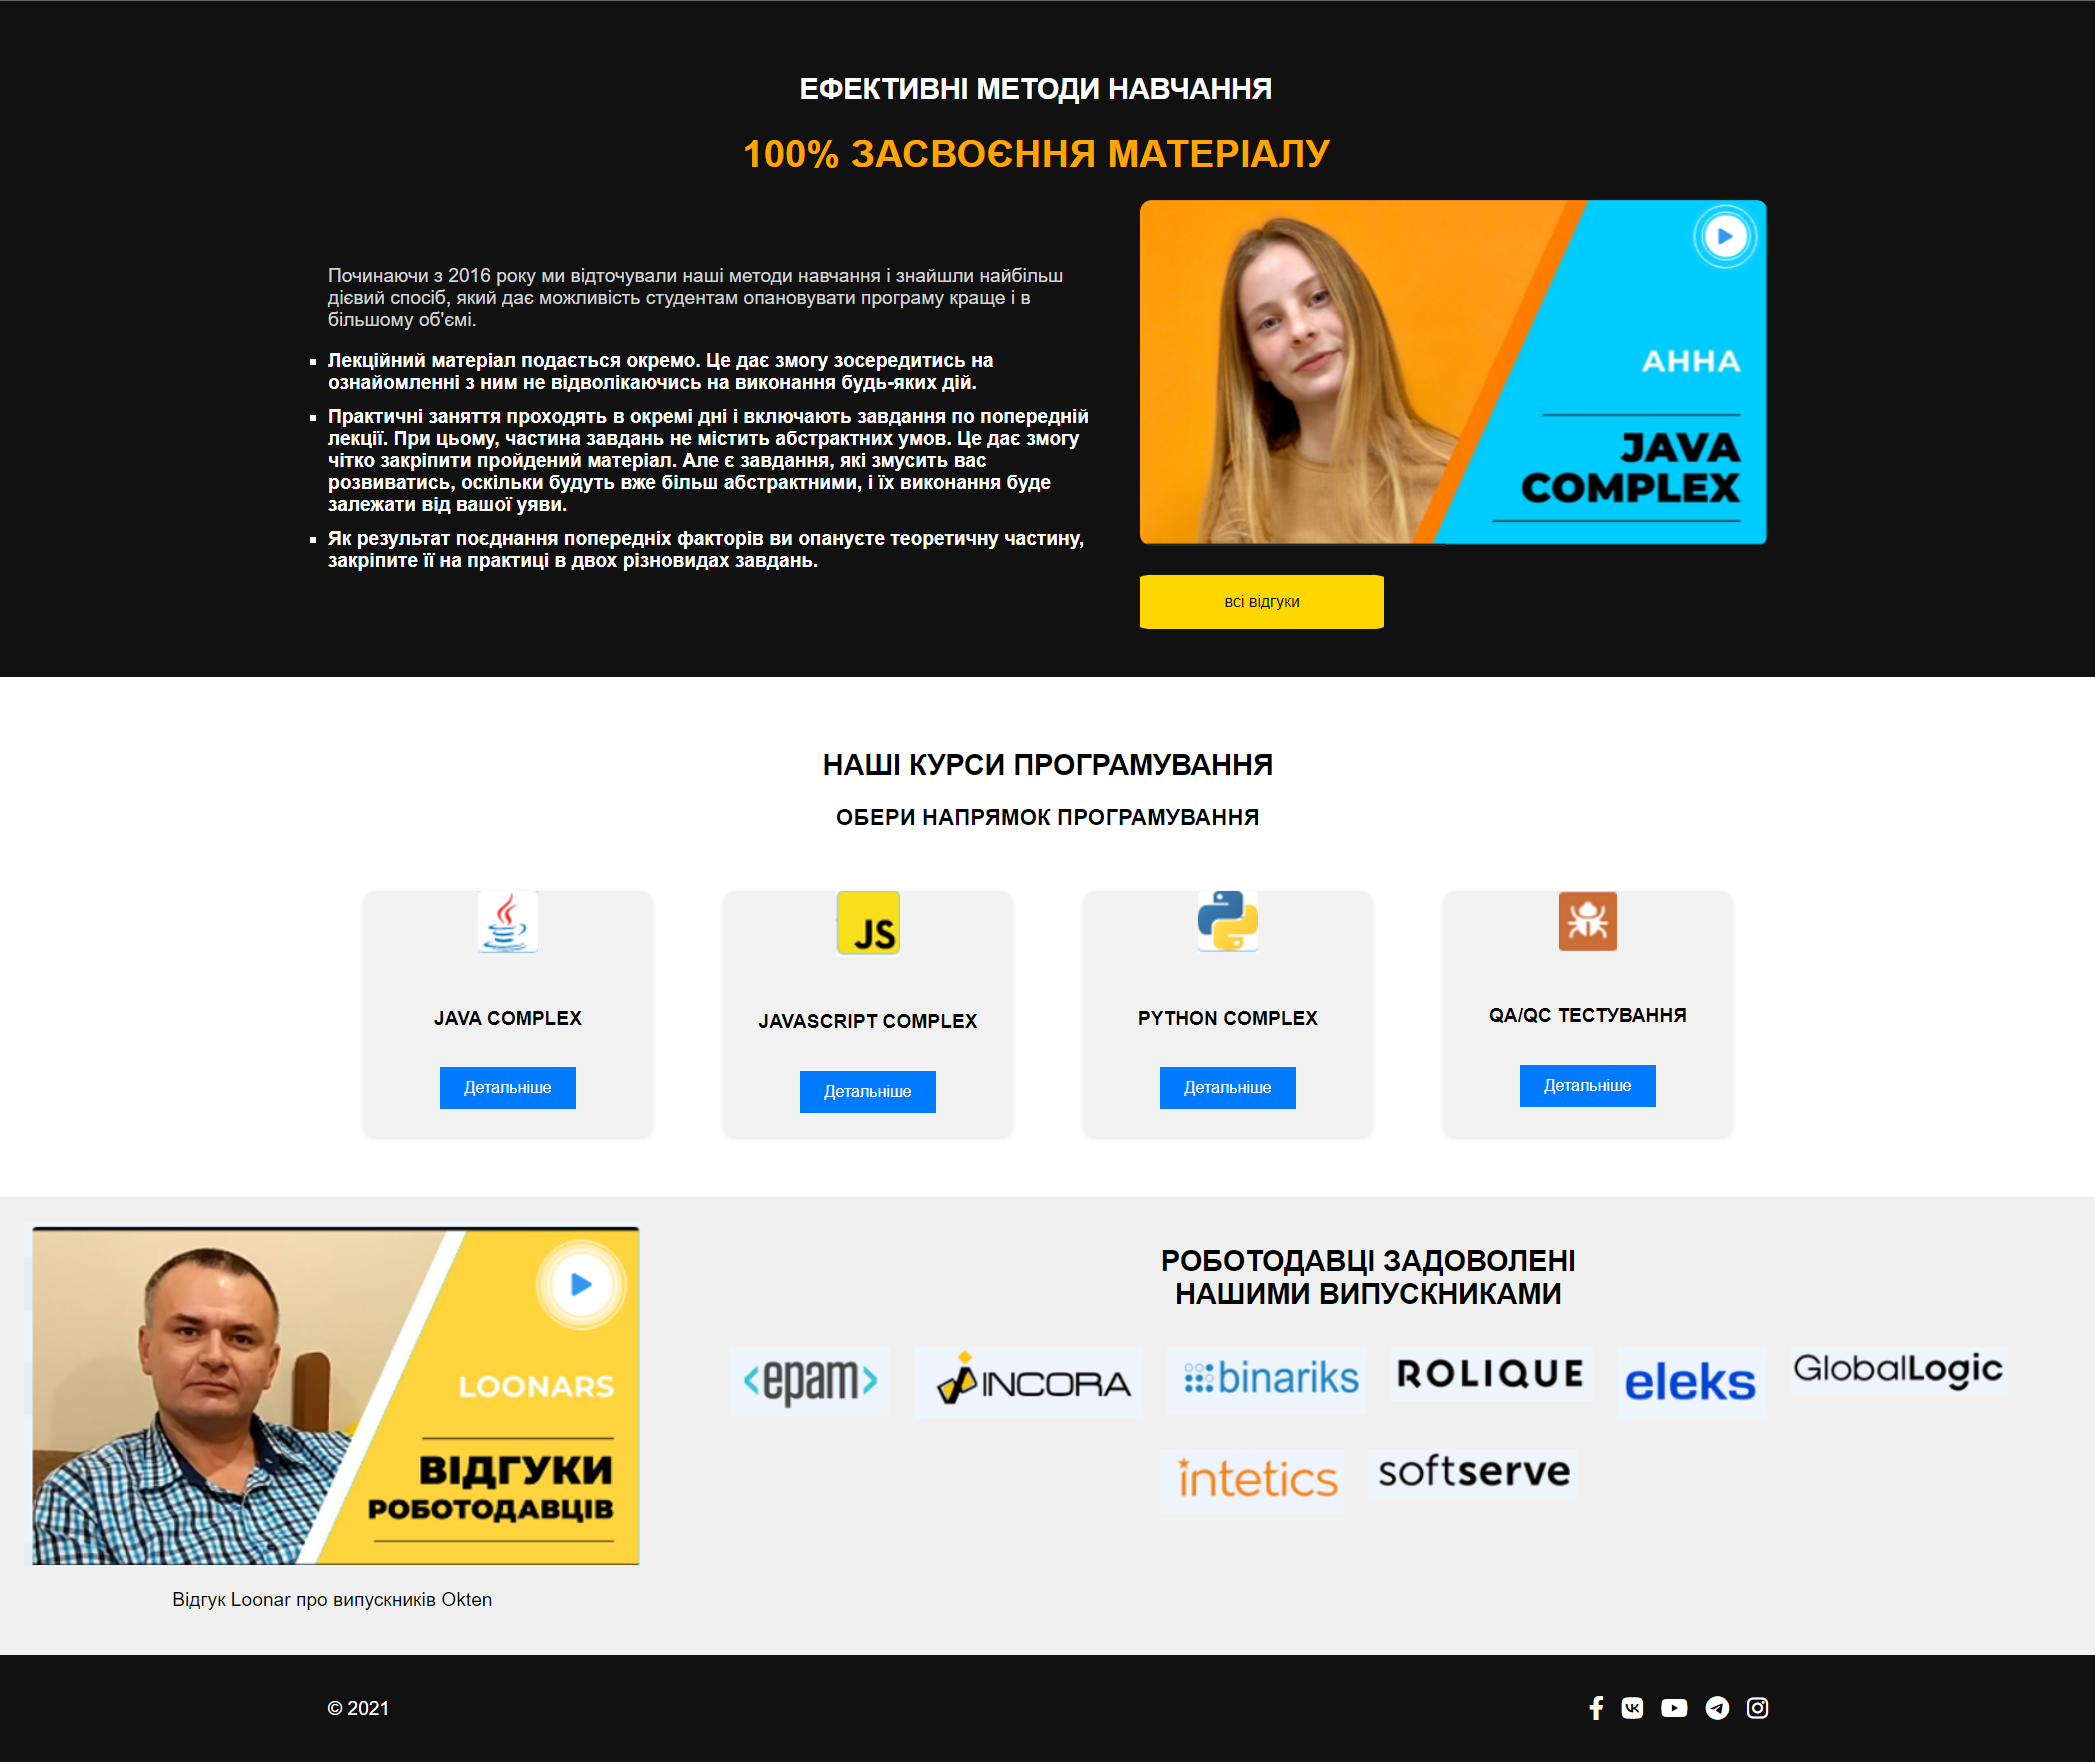 ЕФЕКТИВНІ МЕТОДИ НАВЧАННЯ
100% ЗАСВОЄННЯ МАТЕРІАЛУ
Починаючи з 2016 року ми відточували наші методи навчання і знайшли найбільш
дієвий спосіб, який дає можливість студентам опановувати програму краще і в
більшому об'ємі.
Лекційний матеріал подається окремо. Це дає змогу зосередитись на
ознайомленні з ним не відволікаючись на виконання будь-яких дій.
Практичні заняття проходять в окремі дні і включають завдання по попередній
лекції. При цьому, частина завдань не містить абстрактних умов. Це дає змогу
чітко закріпити пройдений матеріал. Але є завдання, які змусить вас
розвиватись, оскільки будуть вже більш абстрактними, і їх виконання буде
залежати від вашої уяви.
Як результат поєднання попередніх факторів ви опануєте теоретичну частину,
закріпите її на практиці в двох різновидах завдань.
АННА
JAVA
COMPLEX
всі відгуки
НАШІ КУРСИ ПРОГРАМУВАННЯ
ОБЕРИ НАПРЯМОК ПРОГРАМУВАННЯ
JS
JAVA COMPLEX
JAVASCRIPT COMPLEX
PYTHON COMPLEX
QA/QC ТЕСТУВАННЯ
Детальніше
Детальніше
Детальніше
Детальніше
LOONARS
ВІДГУКИ
РОБОТОДАВЦІВ
Відгук Loonar про випускників Okten
РОБОТОДАВЦІ ЗАДОВОЛЕНІ
НАШИМИ ВИПУСКНИКАМИ
<epam>
INCORA
binariks
ROLIQUE
eleks
GlobalLogic
intetics
softserve
© 2021